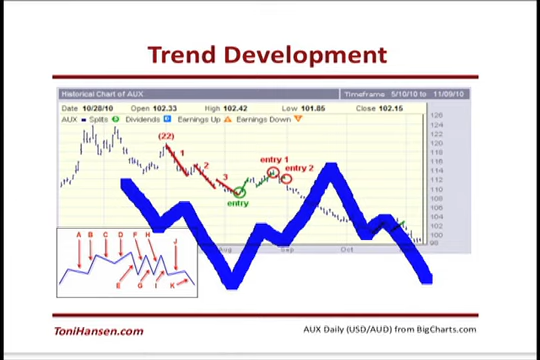 Trend Development
Historical Chart of AUX Timeframe 5/10/10 to 11/09/10
Date 10/28/10 Open 102.33 High 102.42 Low 101.85 Close 102.15
AUX Splits Dividends Earnings Up Earnings Down
126
124
122
120
118
116
114
112
110
108
106
104
102
100
98
(22)
1
2
3
entry
entry 1
entry 2
Aug Sep Oct
A B C D F H J
E G I K
ToniHansen.com
AUX Daily (USD/AUD) from BigCharts.com